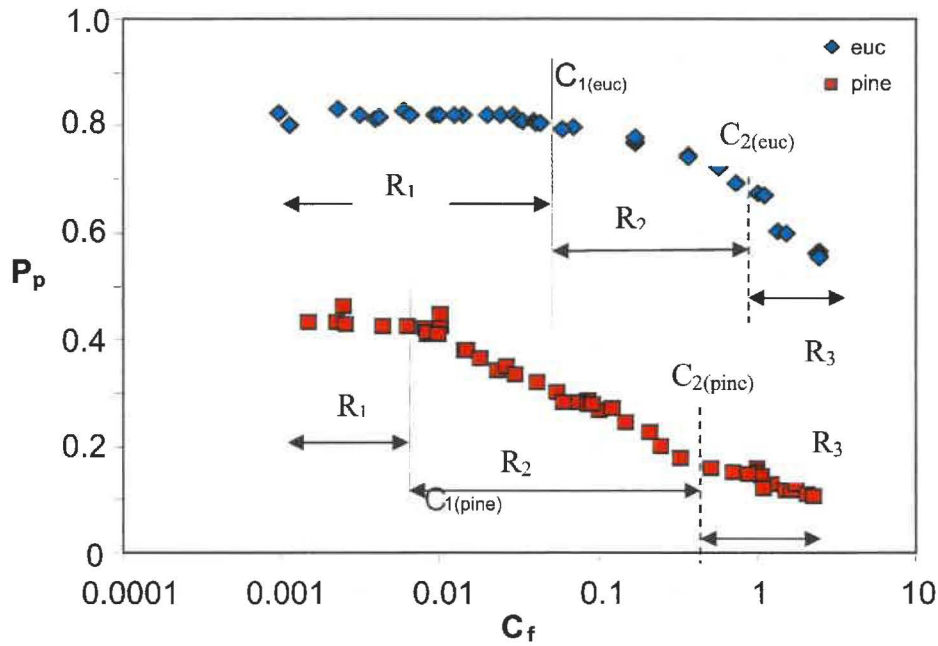 1.0
euc
pine
C1(euc)
0.8
C2(euc)
R1
R2
0.6
Pp
R3
0.4
C2(pine)
R1
R3
R2
0.2
C1(pine)
0
0.0001 0.001 0.01 0.1 1 10
Cf